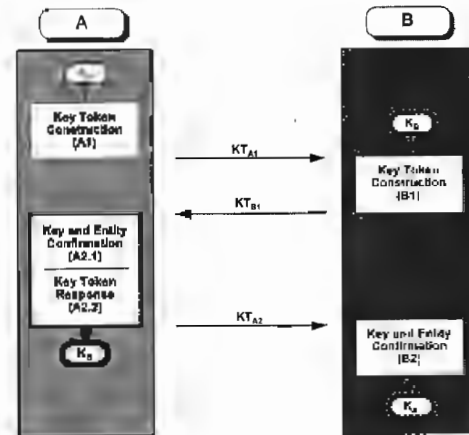 A
B
Key Token
Construction
(A1)
KT_A1
K_B
Key Token
Construction
(B1)
KT_B1
Key and Entity
Confirmation
(A2.1)
Key Token
Response
(A2.2)
K_B
KT_A2
Key and Entity
Confirmation
(B2)